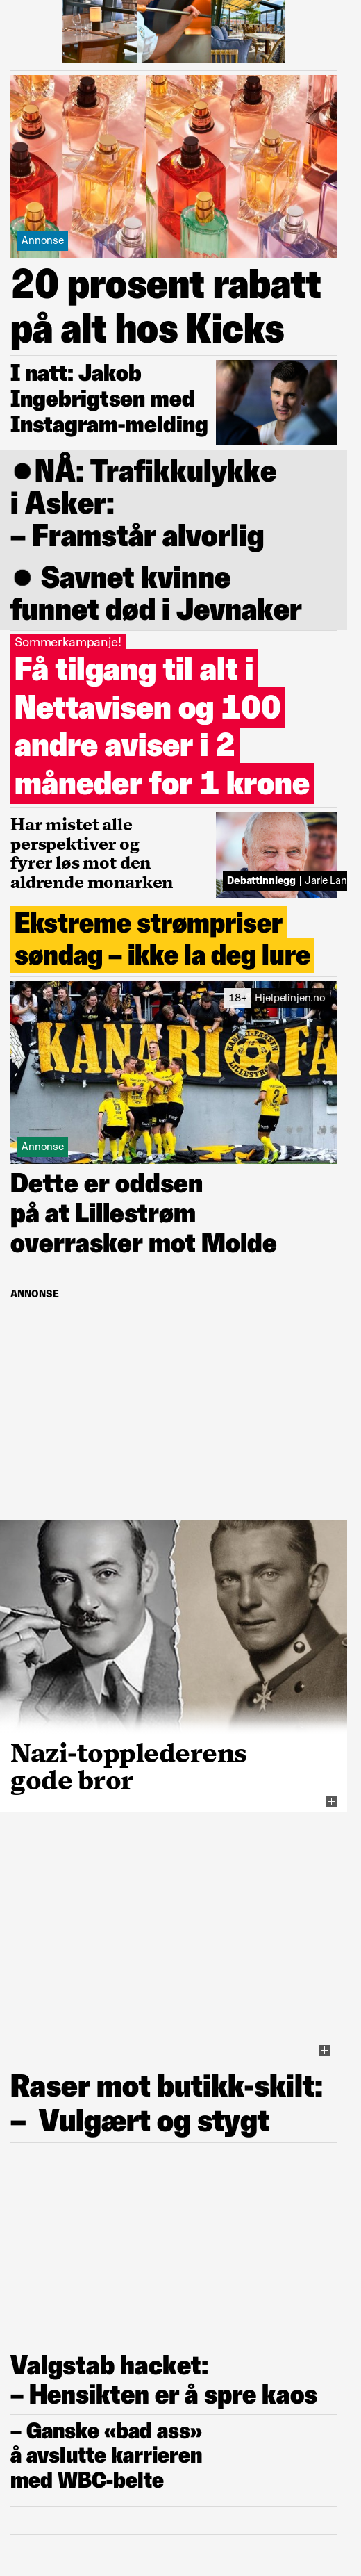 Annonse
20 prosent rabatt
på alt hos Kicks
I natt: Jakob
Ingebrigtsen med
Instagram-melding
●NÅ: Trafikkulykke
i Asker:
– Framstår alvorlig
● Savnet kvinne
funnet død i Jevnaker
Sommerkampanje!
Få tilgang til alt i
Nettavisen og 100
andre aviser i 2
måneder for 1 krone
Har mistet alle
perspektiver og
fyrer løs mot den
aldrende monarken
Debattinnlegg | Jarle Lan
Ekstreme strømpriser
søndag – ikke la deg lure
18+ Hjelpelinjen.no
KANARI FA
KANARIFANSEN
LILLESTRØM
Annonse
Dette er oddsen
på at Lillestrøm
overrasker mot Molde
ANNONSE
Nazi-topplederens
gode bror
Raser mot butikk-skilt:
– Vulgært og stygt
Valgstab hacket:
– Hensikten er å spre kaos
– Ganske «bad ass»
å avslutte karrieren
med WBC-belte